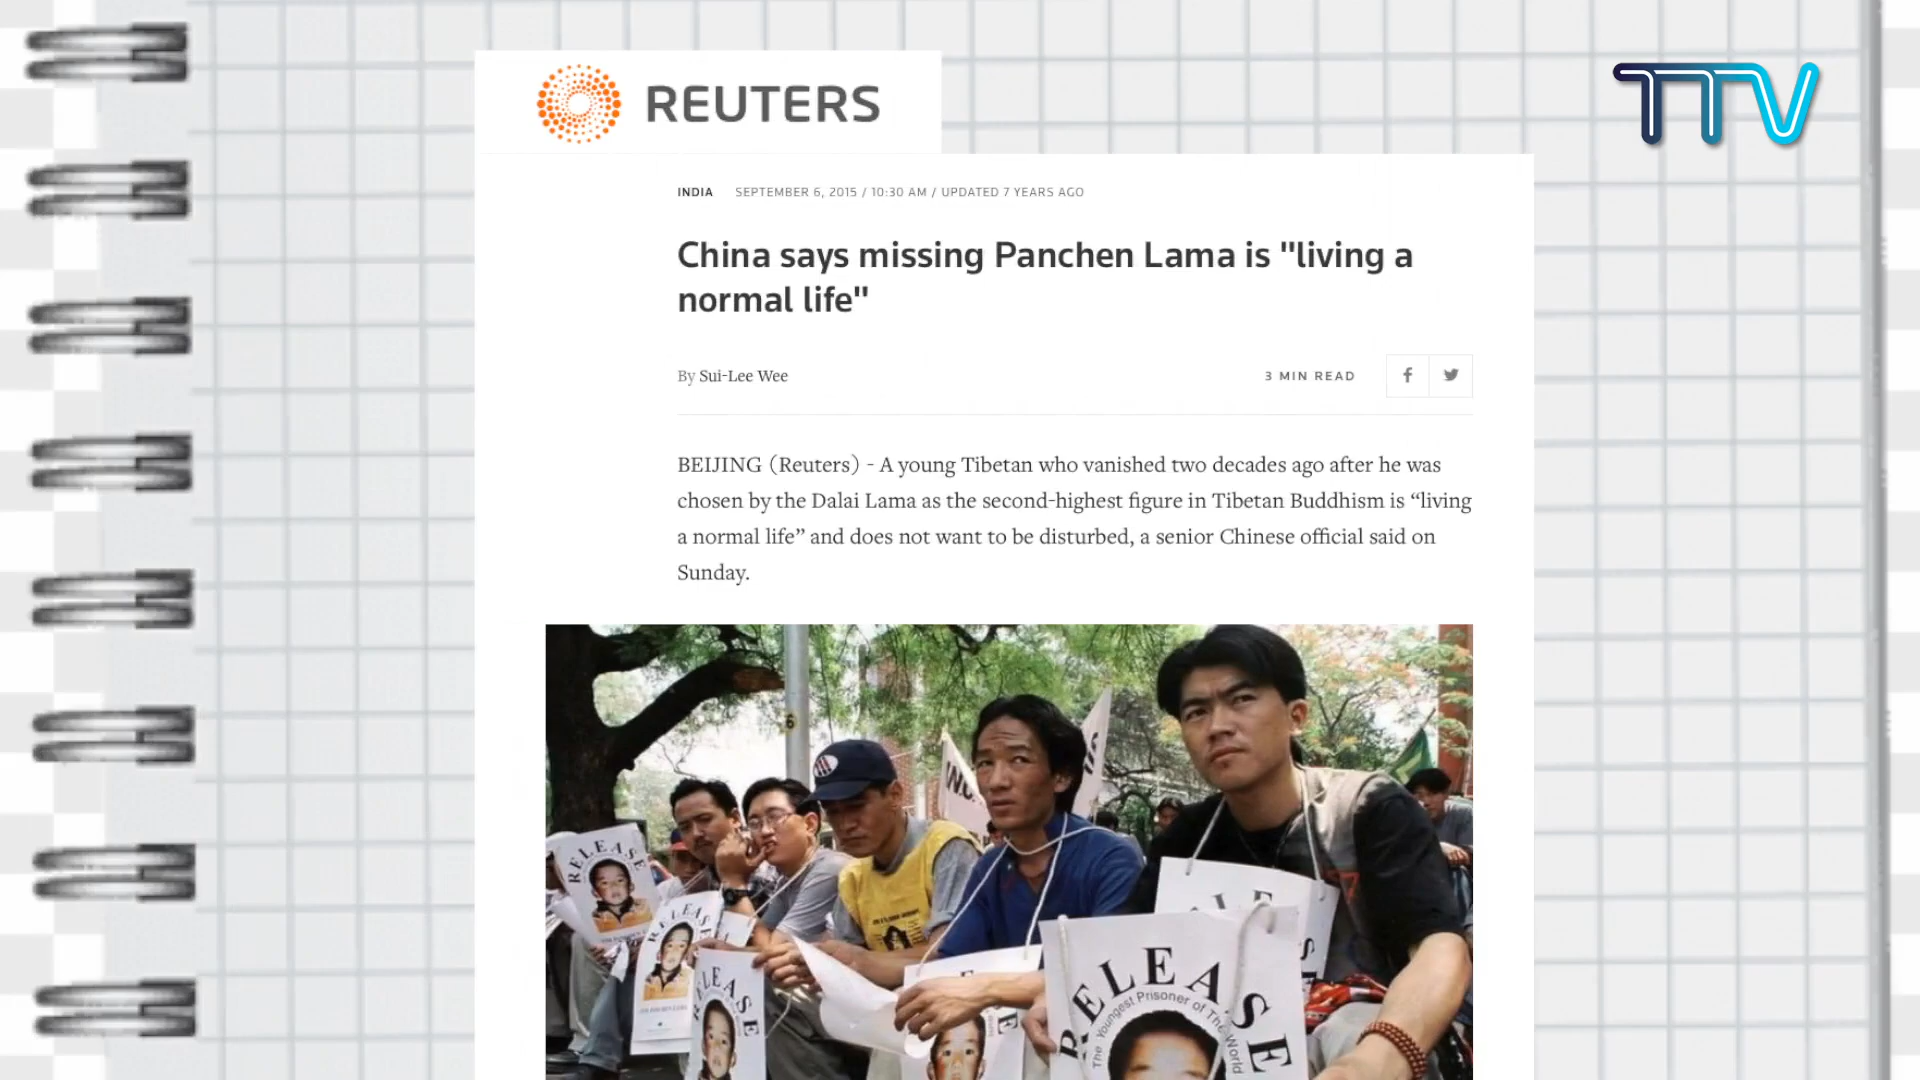 REUTERS
TTV
INDIA SEPTEMBER 6, 2015 / 10:30 AM / UPDATED 7 YEARS AGO
China says missing Panchen Lama is "living a
normal life"
By Sui-Lee Wee
3 MIN READ
BEIJING (Reuters) - A young Tibetan who vanished two decades ago after he was
chosen by the Dalai Lama as the second-highest figure in Tibetan Buddhism is “living
a normal life” and does not want to be disturbed, a senior Chinese official said on
Sunday.
6
RELEASE
RELEASE
RELEASE
RELEASE
The Youngest Prisoner of The World